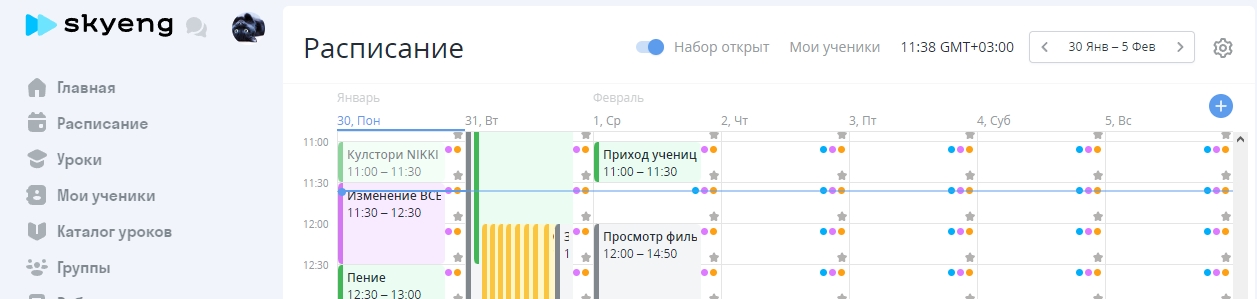 skyeng
Главная
Расписание
Уроки
Мои ученики
Каталог уроков
Группы
Расписание
Набор открыт
Мои ученики
11:38 GMT+03:00
30 Янв – 5 Фев
Январь
Февраль
30, Пон
31, Вт
1, Ср
2, Чт
3, Пт
4, Суб
5, Вс
11:00
11:30
12:00
12:30
Кулстори NIKKI
11:00 – 11:30
Изменение ВСЕ
11:30 – 12:30
Пение
12:30 – 13:00
Приход учениц
11:00 – 11:30
Просмотр филь
12:00 – 14:50